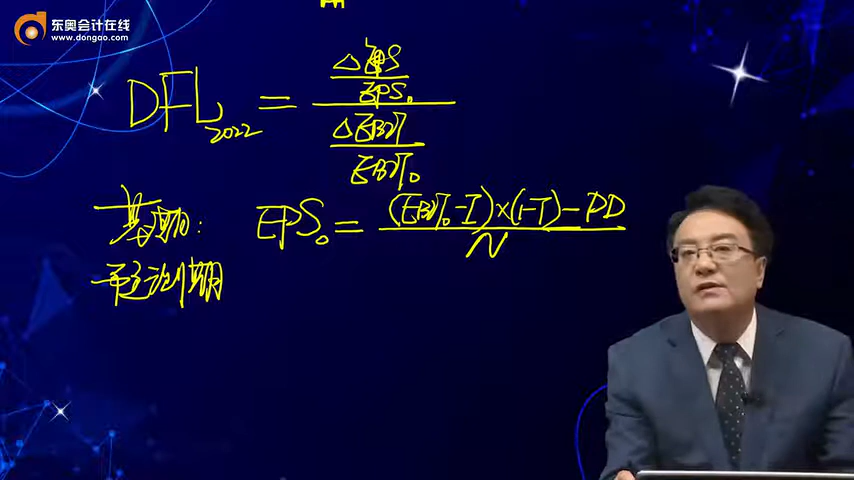 东奥会计在线
www.dongao.com
DFL2022 = (ΔEPS / EPS0) / (ΔEBIT / EBIT0)
基期: EPS0 = (EBIT0-I)×(1-T)-PD / N
预测期